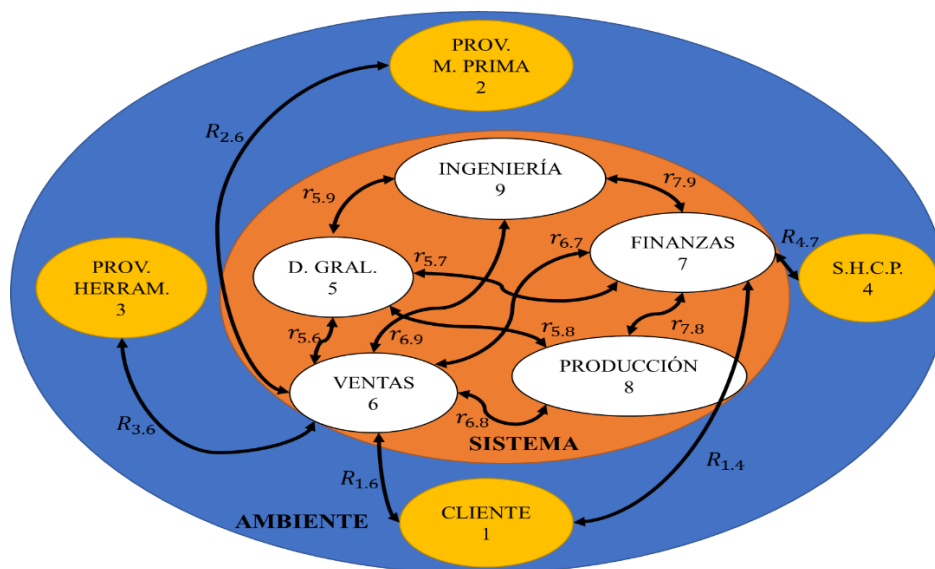 PROV.
M. PRIMA
2
R2.6
INGENIERÍA
9
r5.9
r7.9
r6.7
FINANZAS
7
R4.7
D. GRAL.
5
r5.7
PROV.
HERRAM.
3
S.H.C.P.
4
r5.6
r6.9
r5.8
r7.8
VENTAS
6
PRODUCCIÓN
8
r6.8
SISTEMA
R3.6
R1.6
R1.4
AMBIENTE
CLIENTE
1